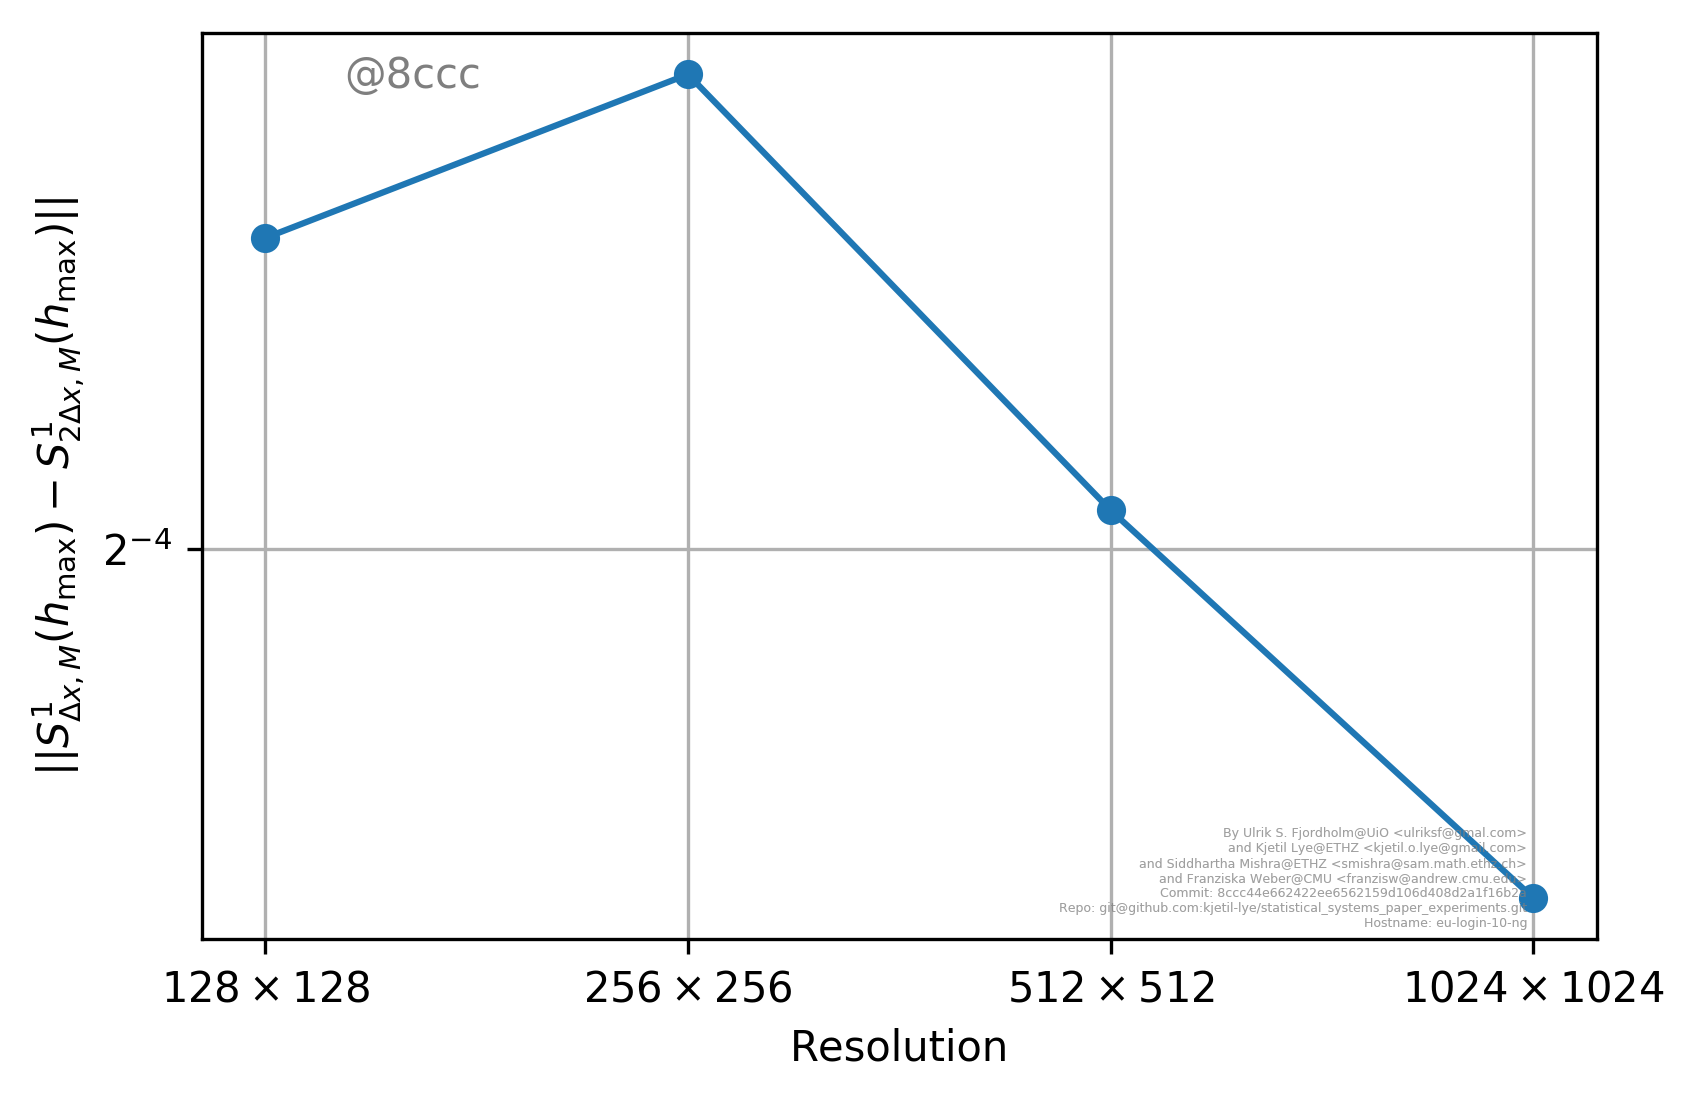 @8ccc
||S^1_{Δx, M}(h_max) − S^1_{2Δx, M}(h_max)||
2^{−4}
By Ulrik S. Fjordholm@UiO <ulriksf@gmal.com>
and Kjetil Lye@ETHZ <kjetil.o.lye@gmail.com>
and Siddhartha Mishra@ETHZ <smishra@sam.math.ethz.ch>
and Franziska Weber@CMU <franzisw@andrew.cmu.edu>
Commit:
Repo: git@github.com:kjetil-lye/statistical_systems_paper_experiments.git
Hostname: eu-login-10-ng
128 × 128
256 × 256
512 × 512
1024 × 1024
Resolution